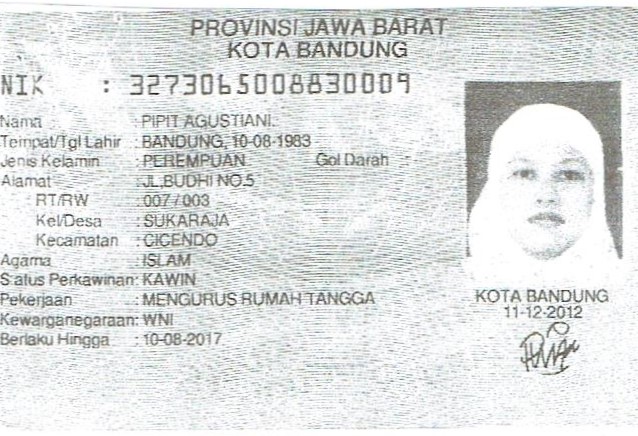 PROVINSI JAWA BARAT
KOTA BANDUNG
NIK : 3273065008830009
Nama : PIPIT AGUSTIANI.
Tempat/Tgl Lahir : BANDUNG, 10-08-1983
Jenis Kelamin : PEREMPUAN Gol Darah : -
Alamat : JL.BUDHI NO.5
RT/RW : 007 / 003
Kel/Desa : SUKARAJA
Kecamatan : CICENDO
Agama : ISLAM
Status Perkawinan: KAWIN
Pekerjaan : MENGURUS RUMAH TANGGA
Kewarganegaraan: WNI
Berlaku Hingga : 10-08-2017
KOTA BANDUNG
11-12-2012